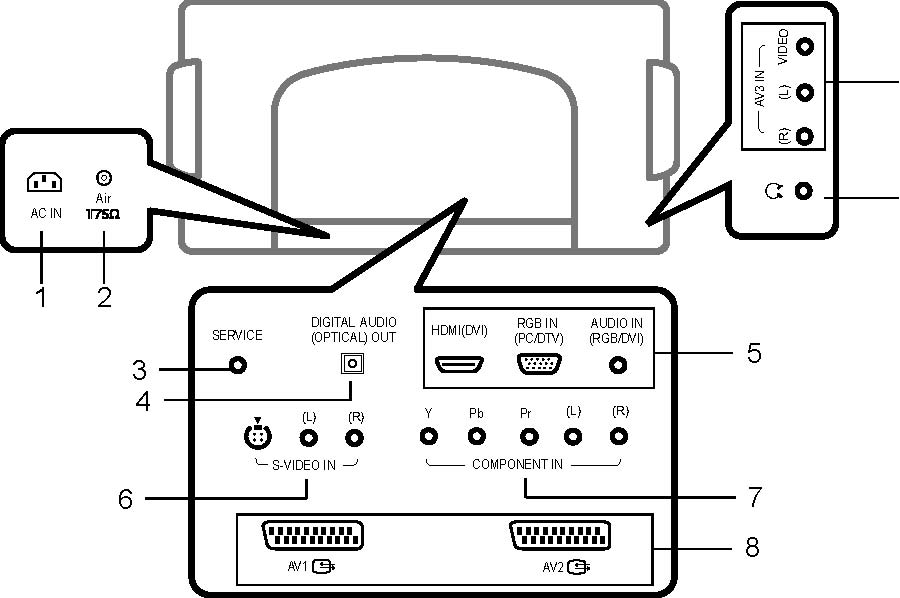 VIDEO
AV3 IN
(L)
(R)
AC IN
Air
75Ω
1
2
SERVICE
DIGITAL AUDIO
(OPTICAL) OUT
HDMI(DVI)
RGB IN
(PC/DTV)
AUDIO IN
(RGB/DVI)
3
4
5
(L)
(R)
S-VIDEO IN
Y
Pb
Pr
(L)
(R)
COMPONENT IN
6
7
AV1
AV2
8